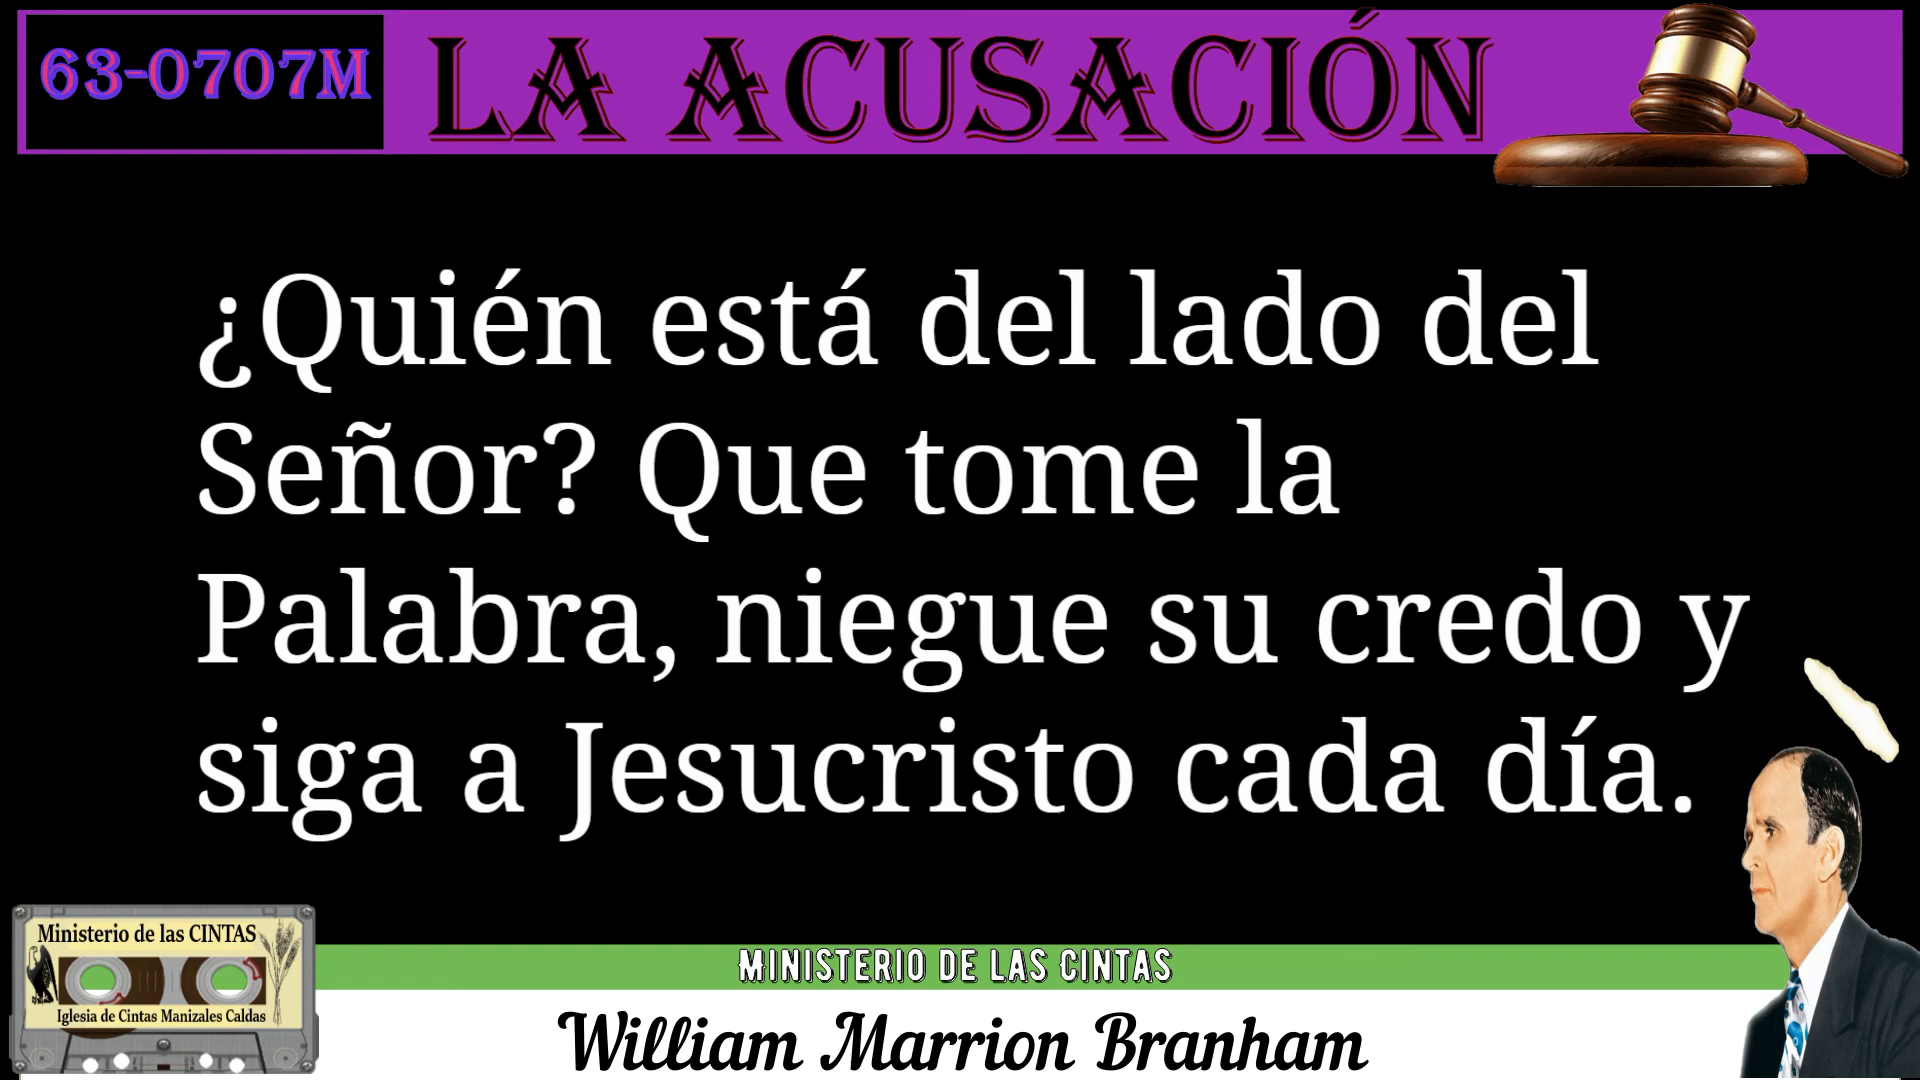 63-0707M
LA ACUSACIÓN
¿Quién está del lado del
Señor? Que tome la
Palabra, niegue su credo y
siga a Jesucristo cada día.
Ministerio de las CINTAS
Iglesia de Cintas Manizales Caldas
MINISTERIO DE LAS CINTAS
William Marrion Branham